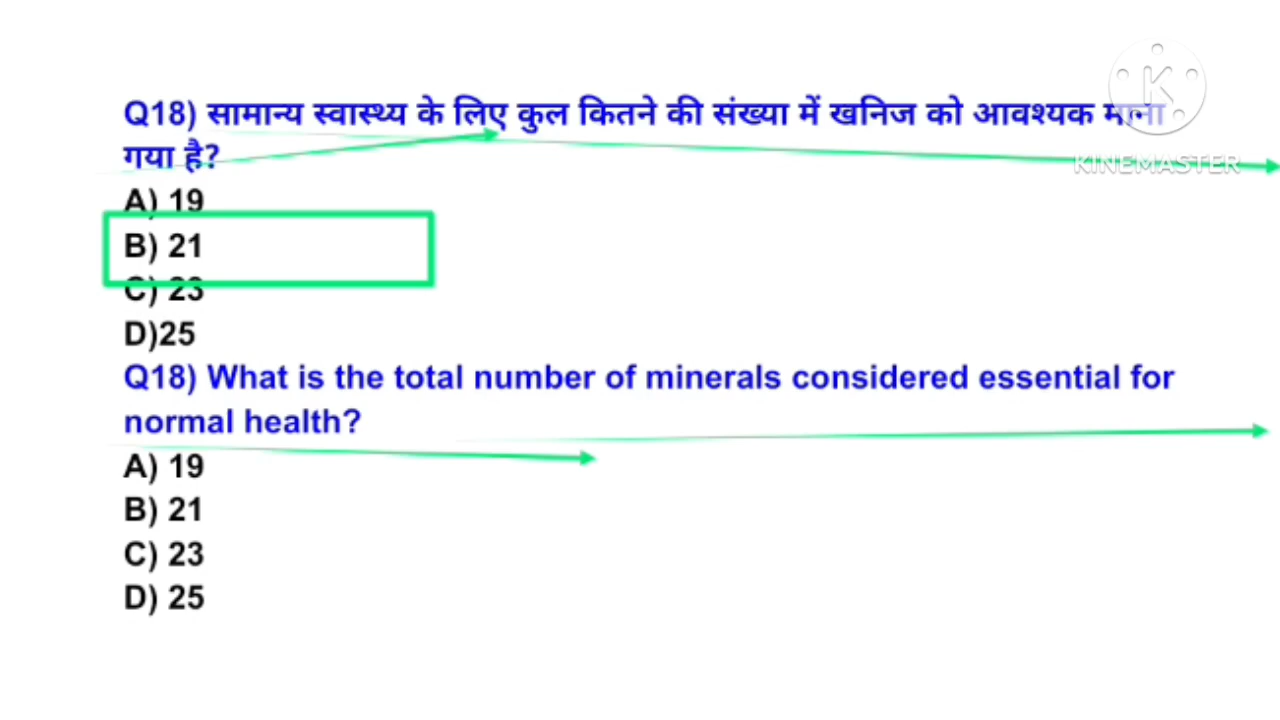 Q18) सामान्य स्वास्थ्य के लिए कुल कितने की संख्या में खनिज को आवश्यक माना
गया है?
A) 19
B) 21
C) 23
D)25
Q18) What is the total number of minerals considered essential for
normal health?
A) 19
B) 21
C) 23
D) 25
K
KINEMASTER